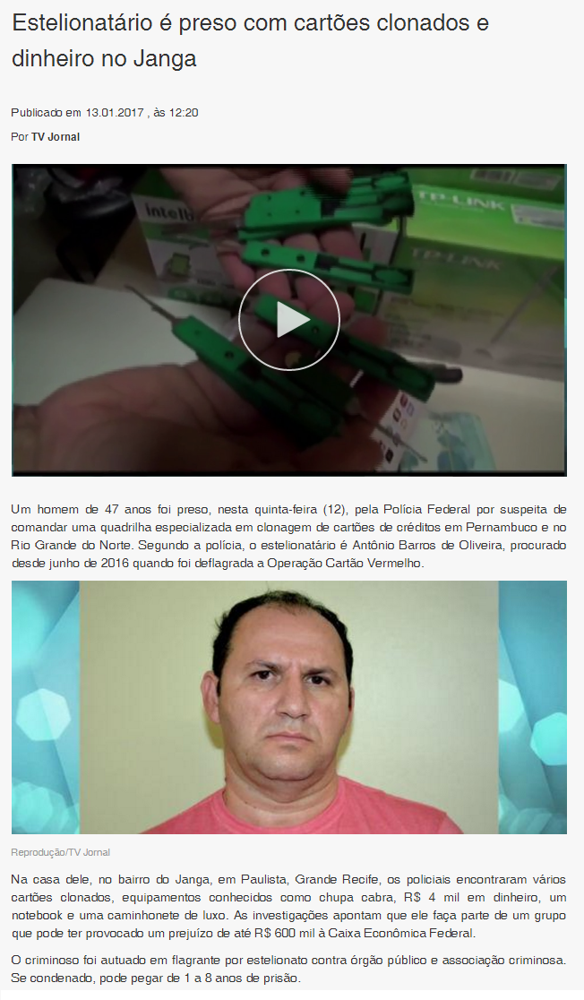 Estelionatário é preso com cartões clonados e
dinheiro no Janga
Publicado em 13.01.2017 , às 12:20
Por TV Jornal
intelb
TP-LINK
TP-LINK
Um homem de 47 anos foi preso, nesta quinta-feira (12), pela Polícia Federal por suspeita de
comandar uma quadrilha especializada em clonagem de cartões de créditos em Pernambuco e no
Rio Grande do Norte. Segundo a polícia, o estelionatário é Antônio Barros de Oliveira, procurado
desde junho de 2016 quando foi deflagrada a Operação Cartão Vermelho.
Reprodução/TV Jornal
Na casa dele, no bairro do Janga, em Paulista, Grande Recife, os policiais encontraram vários
cartões clonados, equipamentos conhecidos como chupa cabra, R$ 4 mil em dinheiro, um
notebook e uma caminhonete de luxo. As investigações apontam que ele faça parte de um grupo
que pode ter provocado um prejuízo de até R$ 600 mil à Caixa Econômica Federal.
O criminoso foi autuado em flagrante por estelionato contra órgão público e associação criminosa.
Se condenado, pode pegar de 1 a 8 anos de prisão.